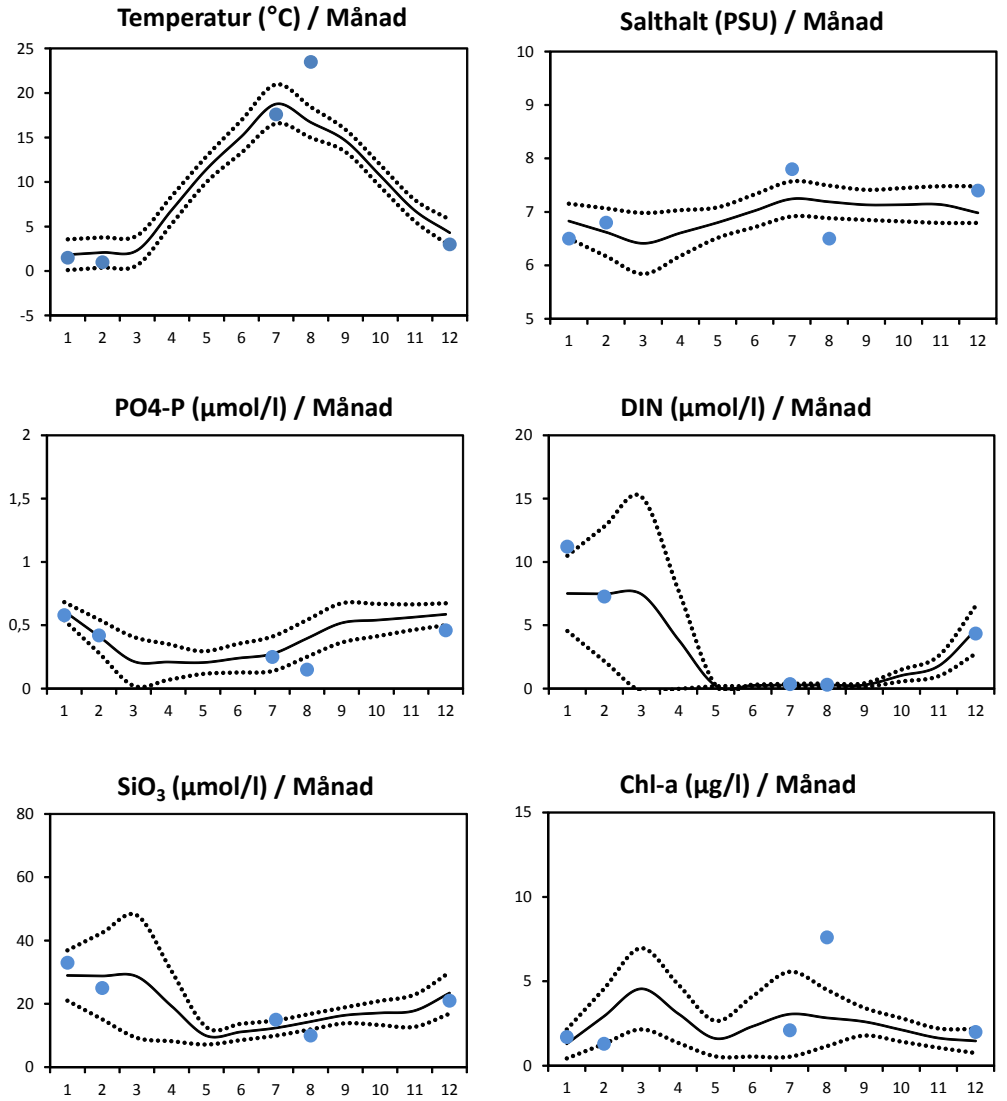 Temperatur (°C) / Månad
25
20
15
10
5
0
-5
1 2 3 4 5 6 7 8 9 10 11 12
Salthalt (PSU) / Månad
10
9
8
7
6
5
1 2 3 4 5 6 7 8 9 10 11 12
PO4-P (µmol/l) / Månad
2
1,5
1
0,5
0
1 2 3 4 5 6 7 8 9 10 11 12
DIN (µmol/l) / Månad
20
15
10
5
0
1 2 3 4 5 6 7 8 9 10 11 12
SiO₃ (µmol/l) / Månad
80
60
40
20
0
1 2 3 4 5 6 7 8 9 10 11 12
Chl-a (µg/l) / Månad
15
10
5
0
1 2 3 4 5 6 7 8 9 10 11 12